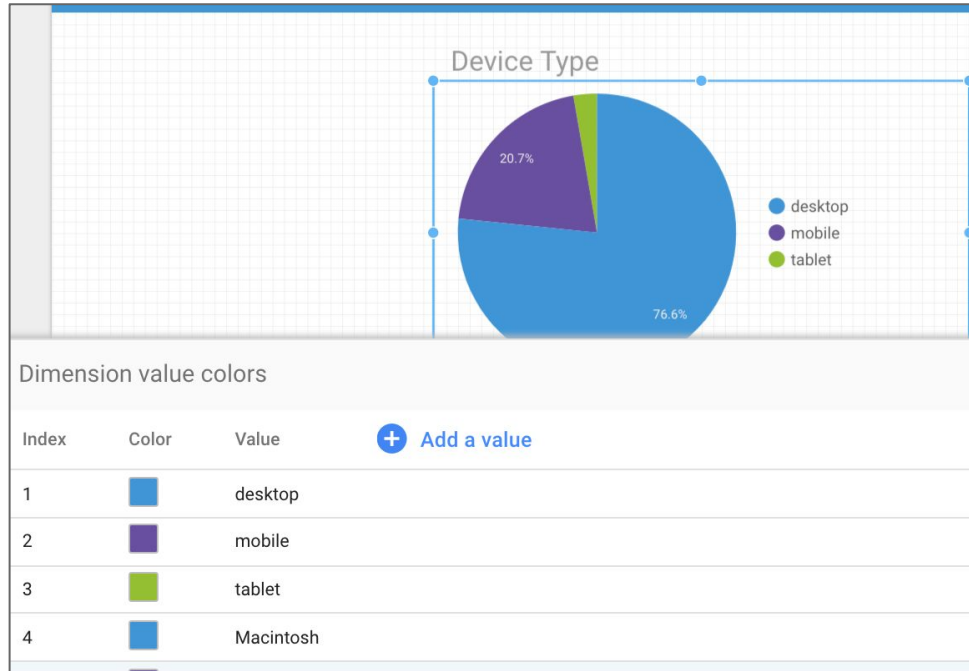 Device Type
20.7%
76.6%
desktop
mobile
tablet
Dimension value colors
Index Color Value Add a value
1 desktop
2 mobile
3 tablet
4 Macintosh